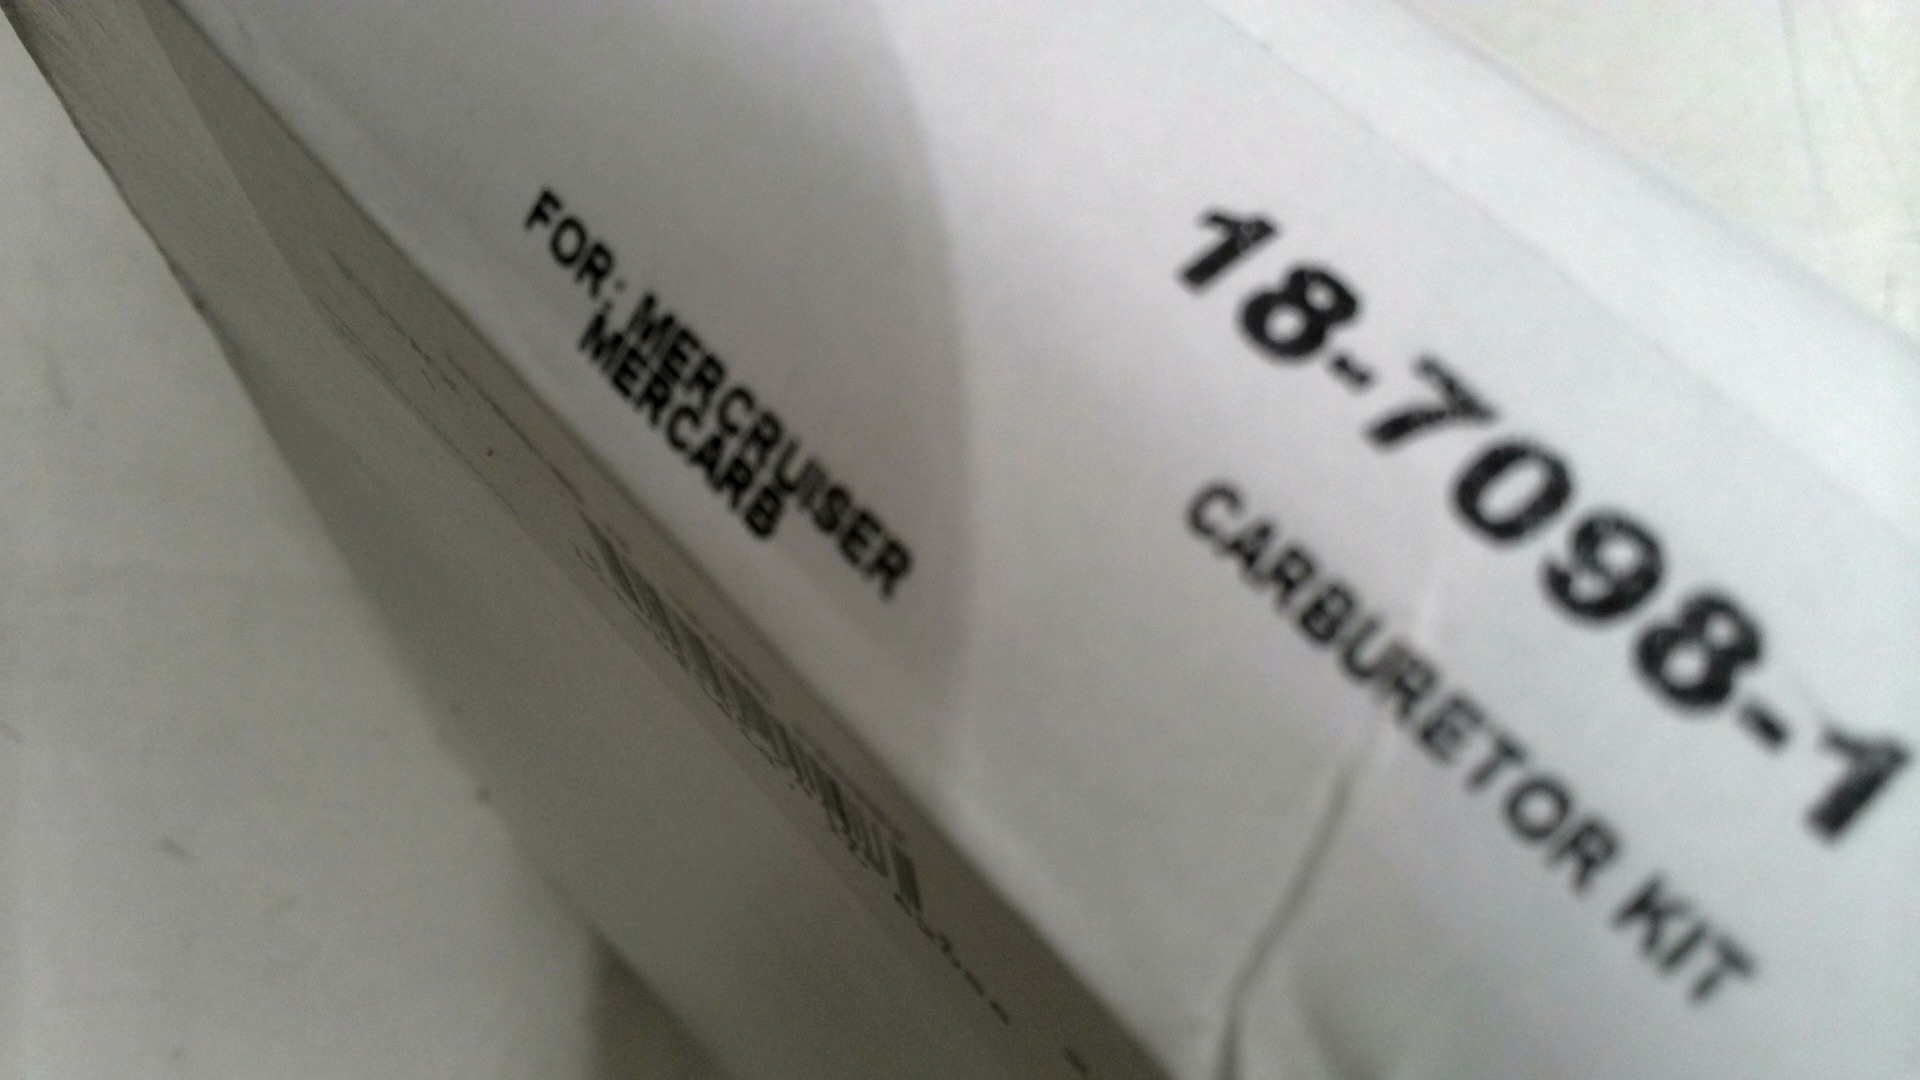 18-7098-1
CARBURETOR KIT
FOR: MERCRUISER
: MERCARB